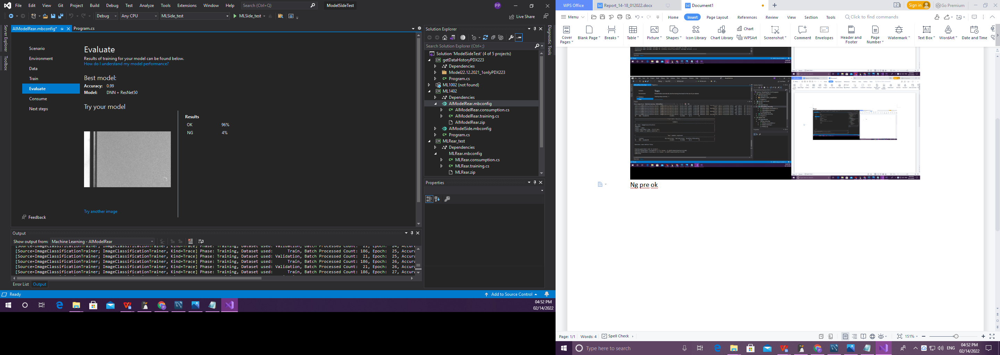 File Edit View Git Project Build Debug Test Analyze Tools Extensions Window Help Search (Ctrl+Q) ModelSideTest PP
Debug Any CPU MLSide_test MLSide_test Live Share
Server Explorer
Toolbox
AIModelRear.mbconfig* Program.cs
Scenario
Environment
Data
Train
Evaluate
Consume
Next steps
Feedback
Evaluate
Results of training for your model can be found below.
How do I understand my model performance?
Best model:
Accuracy: 0.99
Model: DNN + ResNet50
Try your model
Results
OK 96%
NG 4%
Try another image
Output
Show output from: Machine Learning - AIModelRear
[Source=ImageClassificationTrainer; ImageClassificationTrainer, Kind=Trace] Phase: Training, Dataset used: Validation, Batch Processed Count: 21, Epoch: 24, Accura
[Source=ImageClassificationTrainer; ImageClassificationTrainer, Kind=Trace] Phase: Training, Dataset used: Train, Batch Processed Count: 186, Epoch: 25, Accura
[Source=ImageClassificationTrainer; ImageClassificationTrainer, Kind=Trace] Phase: Training, Dataset used: Validation, Batch Processed Count: 21, Epoch: 25, Accura
[Source=ImageClassificationTrainer; ImageClassificationTrainer, Kind=Trace] Phase: Training, Dataset used: Train, Batch Processed Count: 186, Epoch: 26, Accura
[Source=ImageClassificationTrainer; ImageClassificationTrainer, Kind=Trace] Phase: Training, Dataset used: Validation, Batch Processed Count: 21, Epoch: 26, Accura
[Source=ImageClassificationTrainer; ImageClassificationTrainer, Kind=Trace] Phase: Training, Dataset used: Train, Batch Processed Count: 186, Epoch: 27, Accura
Error List Output
Ready Add to Source Control
04:52 PM
02/14/2022
Solution Explorer
Search Solution Explorer (Ctrl+;)
Solution 'ModelSideTest' (4 of 5 projects)
getDataHistoryPDX223
Dependencies
Model22.12.2021_1onlyPDX223
Program.cs
ML1002 (not found)
ML1402
Dependencies
AIModelRear.mbconfig
AIModelRear.consumption.cs
AIModelRear.training.cs
AIModelRear.zip
AIModelSide.mbconfig
Program.cs
MLRear_test
Dependencies
MLRear.mbconfig
MLRear.consumption.cs
MLRear.training.cs
MLRear.zip
Properties
Diagnostic Tools
WPS Office Report_14-18_012022.docx Document1 Sign in Go Premium
Menu Home Insert Page Layout References Review View Section Tools Click to find commands
Cover Pages Blank Page Breaks Table Picture Shapes Icon Library Chart Library Chart WPSArt Screenshot Comment Envelopes Header and Footer Page Number Watermark Text Box WordArt Date and Time
Ng pre ok
Page: 1/1 Words: 4 Spell Check 151%
Type here to search ENG 04:52 PM
02/14/2022